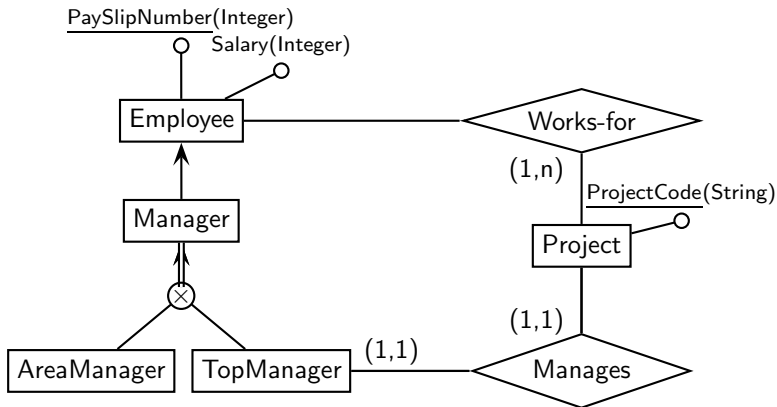 PaySlipNumber(Integer)
Salary(Integer)
Employee
Works-for
(1,n)
ProjectCode(String)
Manager
Project
×
(1,1)
(1,1)
AreaManager
TopManager
Manages